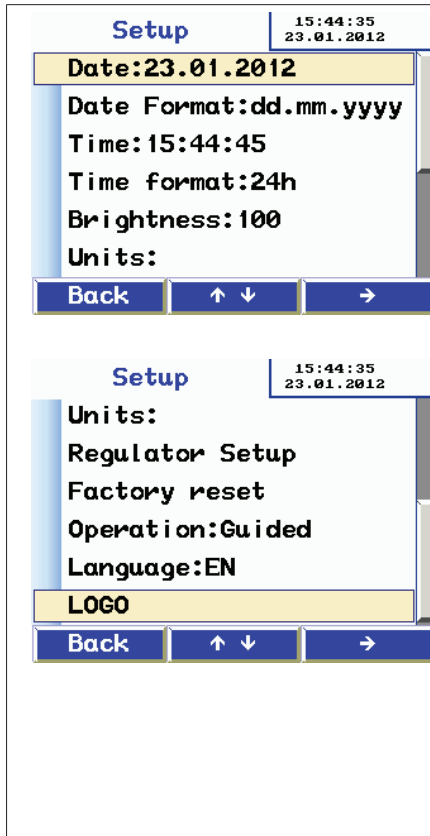 Setup
15:44:35
23.01.2012
Date:23.01.2012
Date Format:dd.mm.yyyy
Time:15:44:45
Time format:24h
Brightness:100
Units:
Back ↑ ↓ →
Setup
15:44:35
23.01.2012
Units:
Regulator Setup
Factory reset
Operation:Guided
Language:EN
LOGO
Back ↑ ↓ →